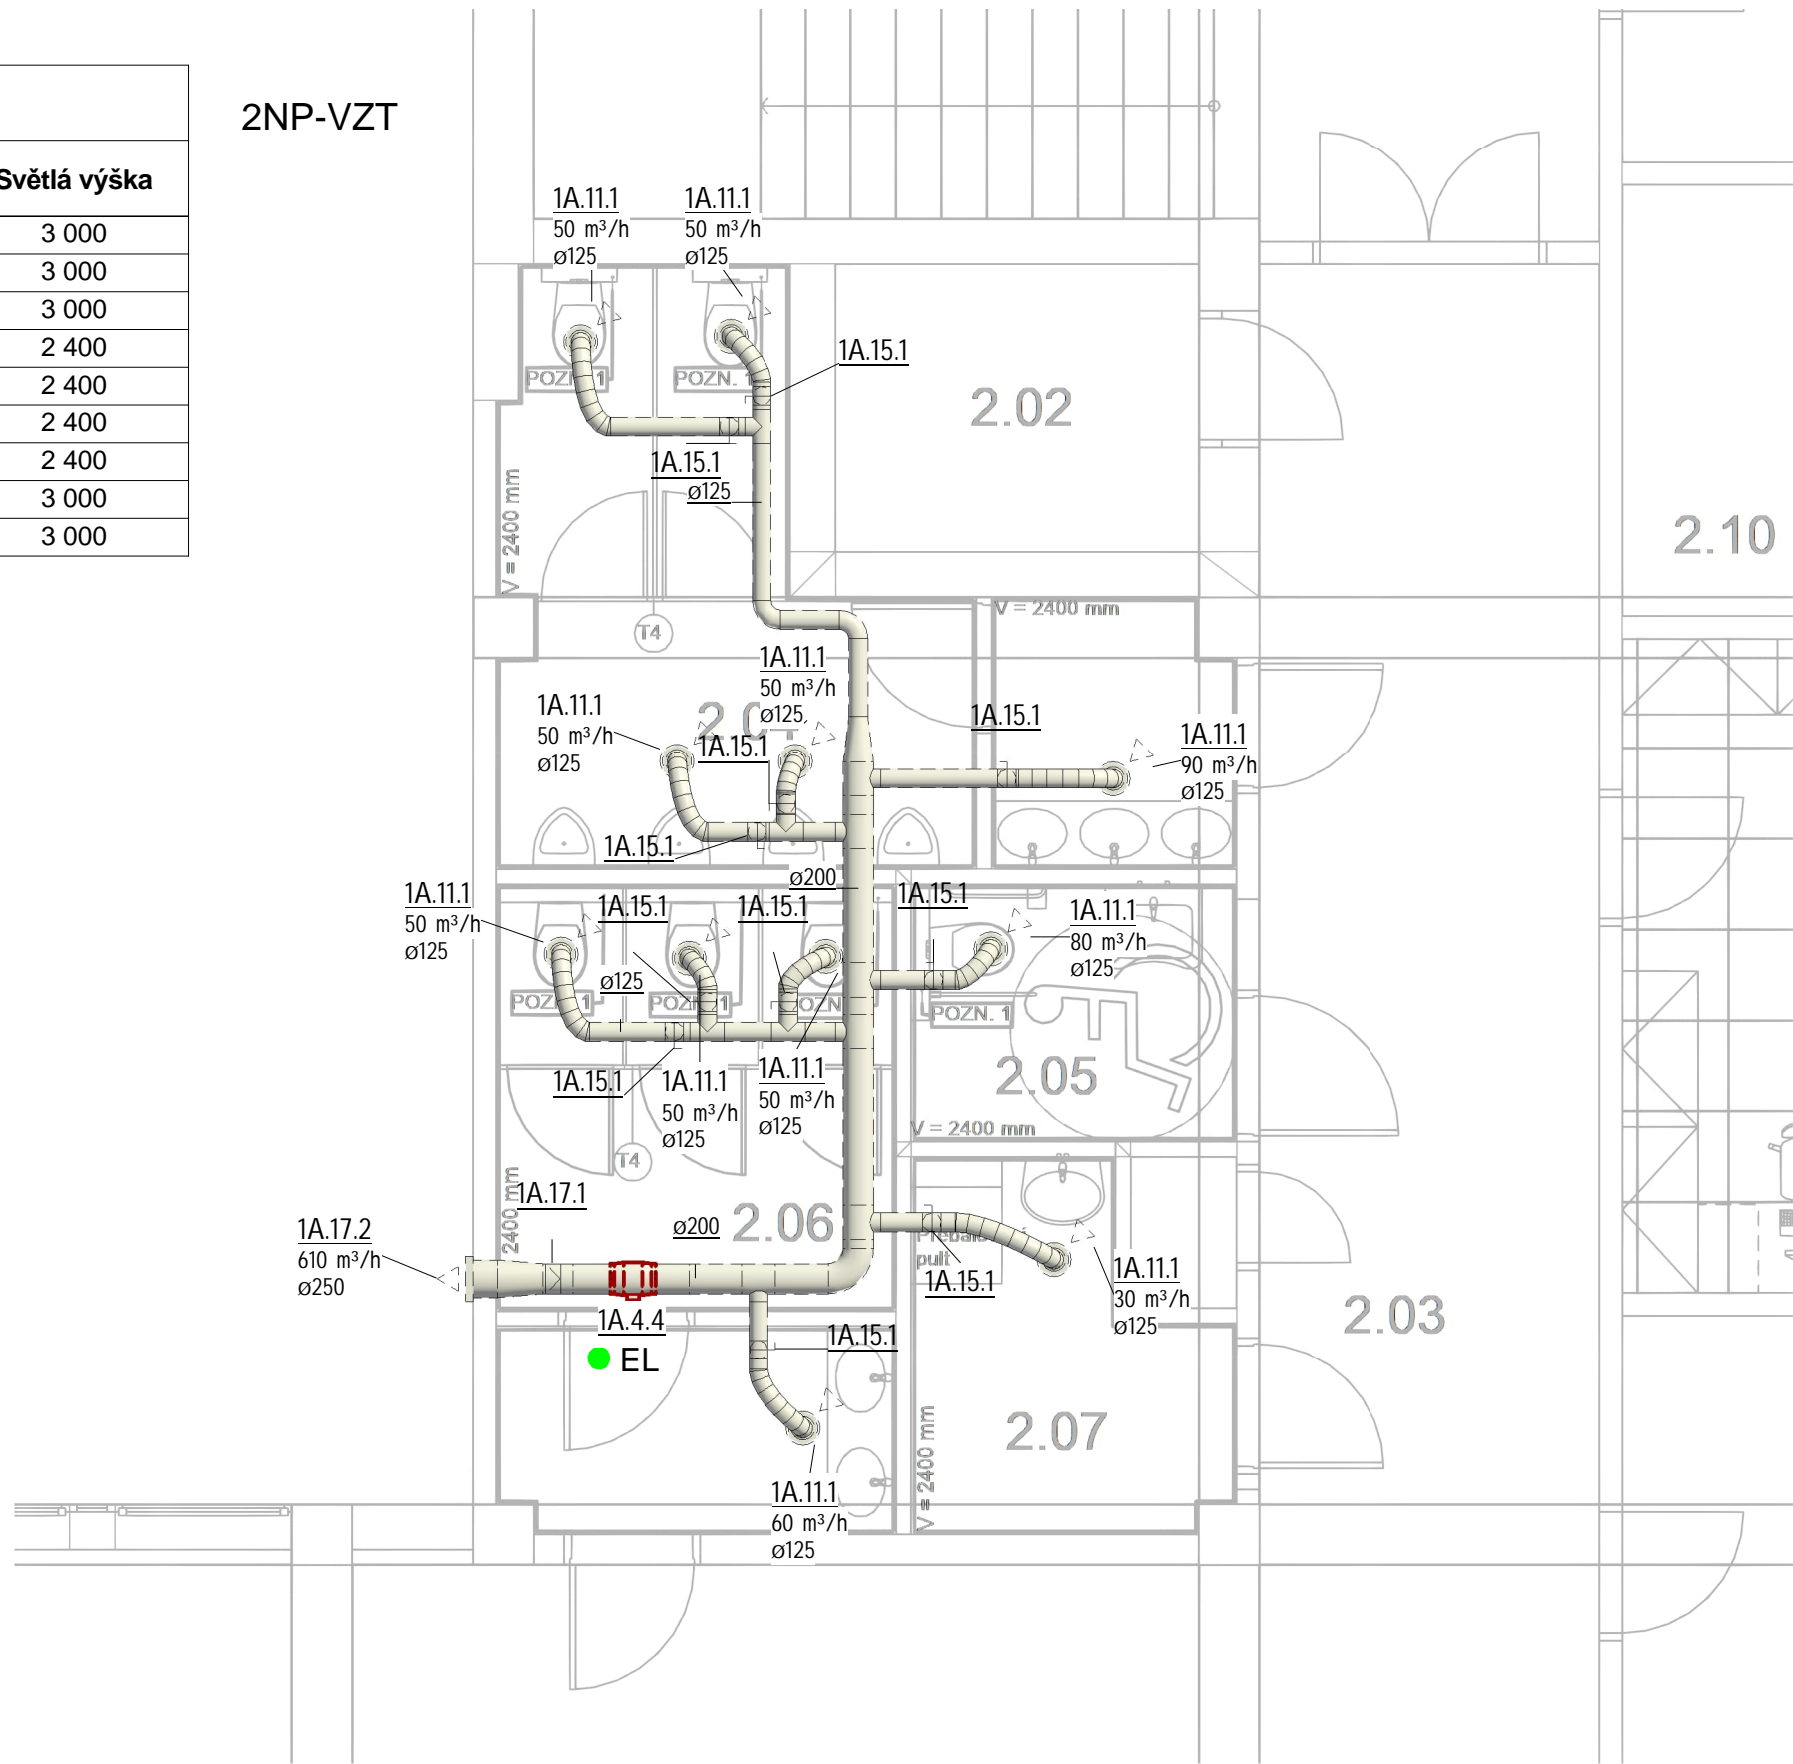 2NP-VZT
Světlá výška
3 000
3 000
3 000
2 400
2 400
2 400
2 400
3 000
3 000
1A.11.1
50 m³/h
ø125
1A.11.1
50 m³/h
ø125
POZN. 1
POZN. 1
1A.15.1
2.02
1A.15.1
ø125
V = 2400 mm
2.10
T4
V = 2400 mm
1A.11.1
50 m³/h
ø125
1A.11.1
50 m³/h
ø125
1A.15.1
1A.15.1
1A.11.1
90 m³/h
ø125
1A.15.1
ø200
1A.11.1
50 m³/h
ø125
1A.15.1
1A.15.1
1A.15.1
1A.11.1
80 m³/h
ø125
ø125
POZN. 1
POZN. 1
POZN
POZN. 1
2.05
1A.15.1
1A.11.1
50 m³/h
ø125
1A.11.1
50 m³/h
ø125
V = 2400 mm
T4
2400 mm
1A.17.1
1A.17.2
610 m³/h
ø250
ø200
2.06
pult
1A.15.1
1A.11.1
30 m³/h
ø125
2.03
1A.4.4
EL
1A.15.1
2.07
V = 2400 mm
1A.11.1
60 m³/h
ø125